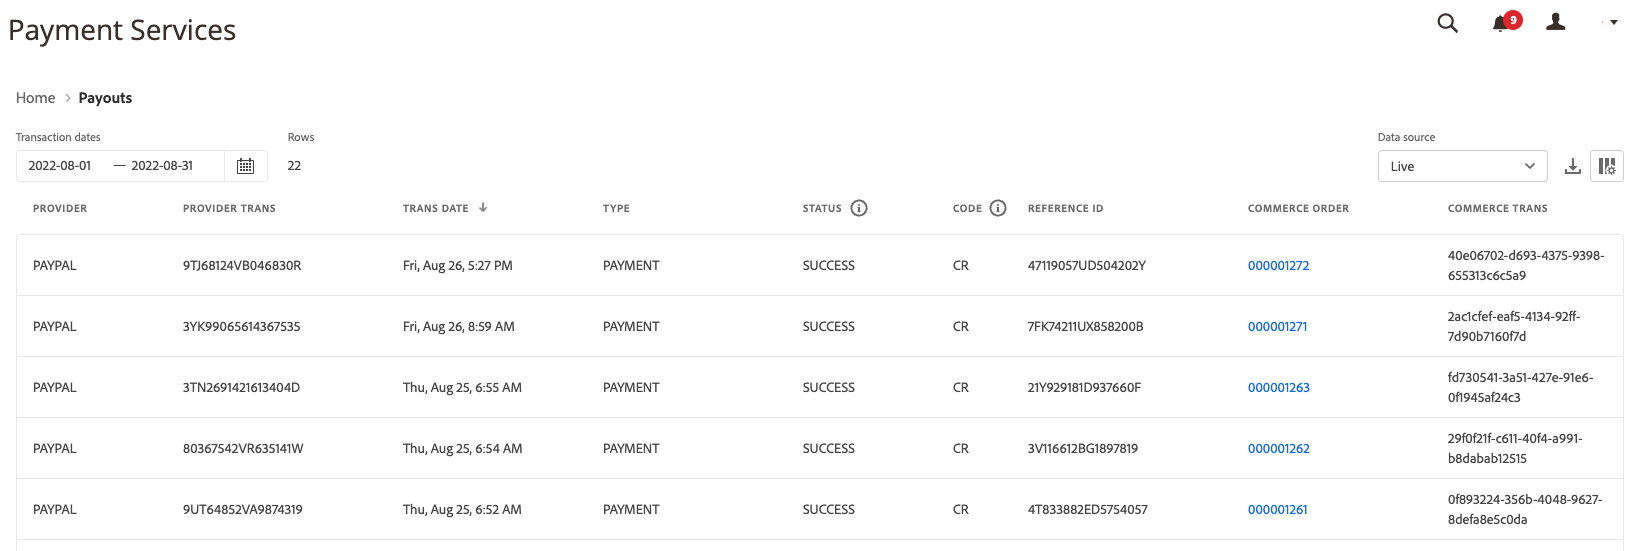 Payment Services
9
Home > Payouts
Transaction dates Rows Data source
2022-08-01 — 2022-08-31 22 Live
PROVIDER PROVIDER TRANS TRANS DATE TYPE STATUS CODE REFERENCE ID COMMERCE ORDER COMMERCE TRANS
PAYPAL 9TJ68124VB046830R Fri, Aug 26, 5:27 PM PAYMENT SUCCESS CR 47119057UD504202Y 000001272 40e06702-d693-4375-9398-
655313c6c5a9
PAYPAL 3YK99065614367535 Fri, Aug 26, 8:59 AM PAYMENT SUCCESS CR 7FK74211UX858200B 000001271 2ac1cfef-eaf5-4134-92ff-
7d90b7160f7d
PAYPAL 3TN2691421613404D Thu, Aug 25, 6:55 AM PAYMENT SUCCESS CR 21Y929181D937660F 000001263 fd730541-3a51-427e-91e6-
0f1945af24c3
PAYPAL 80367542VR635141W Thu, Aug 25, 6:54 AM PAYMENT SUCCESS CR 3V116612BG1897819 000001262 29f0f21f-c611-40f4-a991-
b8dabab12515
PAYPAL 9UT64852VA9874319 Thu, Aug 25, 6:52 AM PAYMENT SUCCESS CR 4T833882ED5754057 000001261 0f893224-356b-4048-9627-
8defa8e5c0da